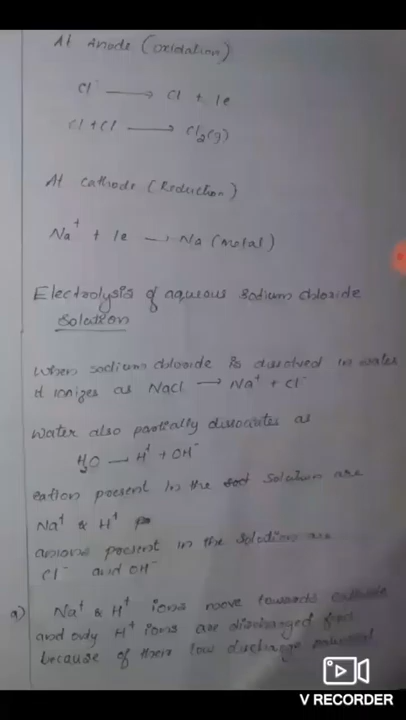 At anode (oxidation)
Cl⁻ → Cl + 1e
Cl + Cl → Cl₂(g)
At cathode (Reduction)
Na⁺ + 1e → Na (metal)
Electrolysis of aqueous sodium chloride
solution
When sodium chloride is dissolved in water
it ionizes as NaCl → Na⁺ + Cl⁻
Water also partially dissociates as
H₂O → H⁺ + OH⁻
cation present in the solution are
Na⁺ & H⁺
anions present in the solution are
Cl⁻ and OH⁻
a) Na⁺ & H⁺ ions move towards cathode
and only H⁺ ions are discharged first
because of their low discharge potential
V RECORDER